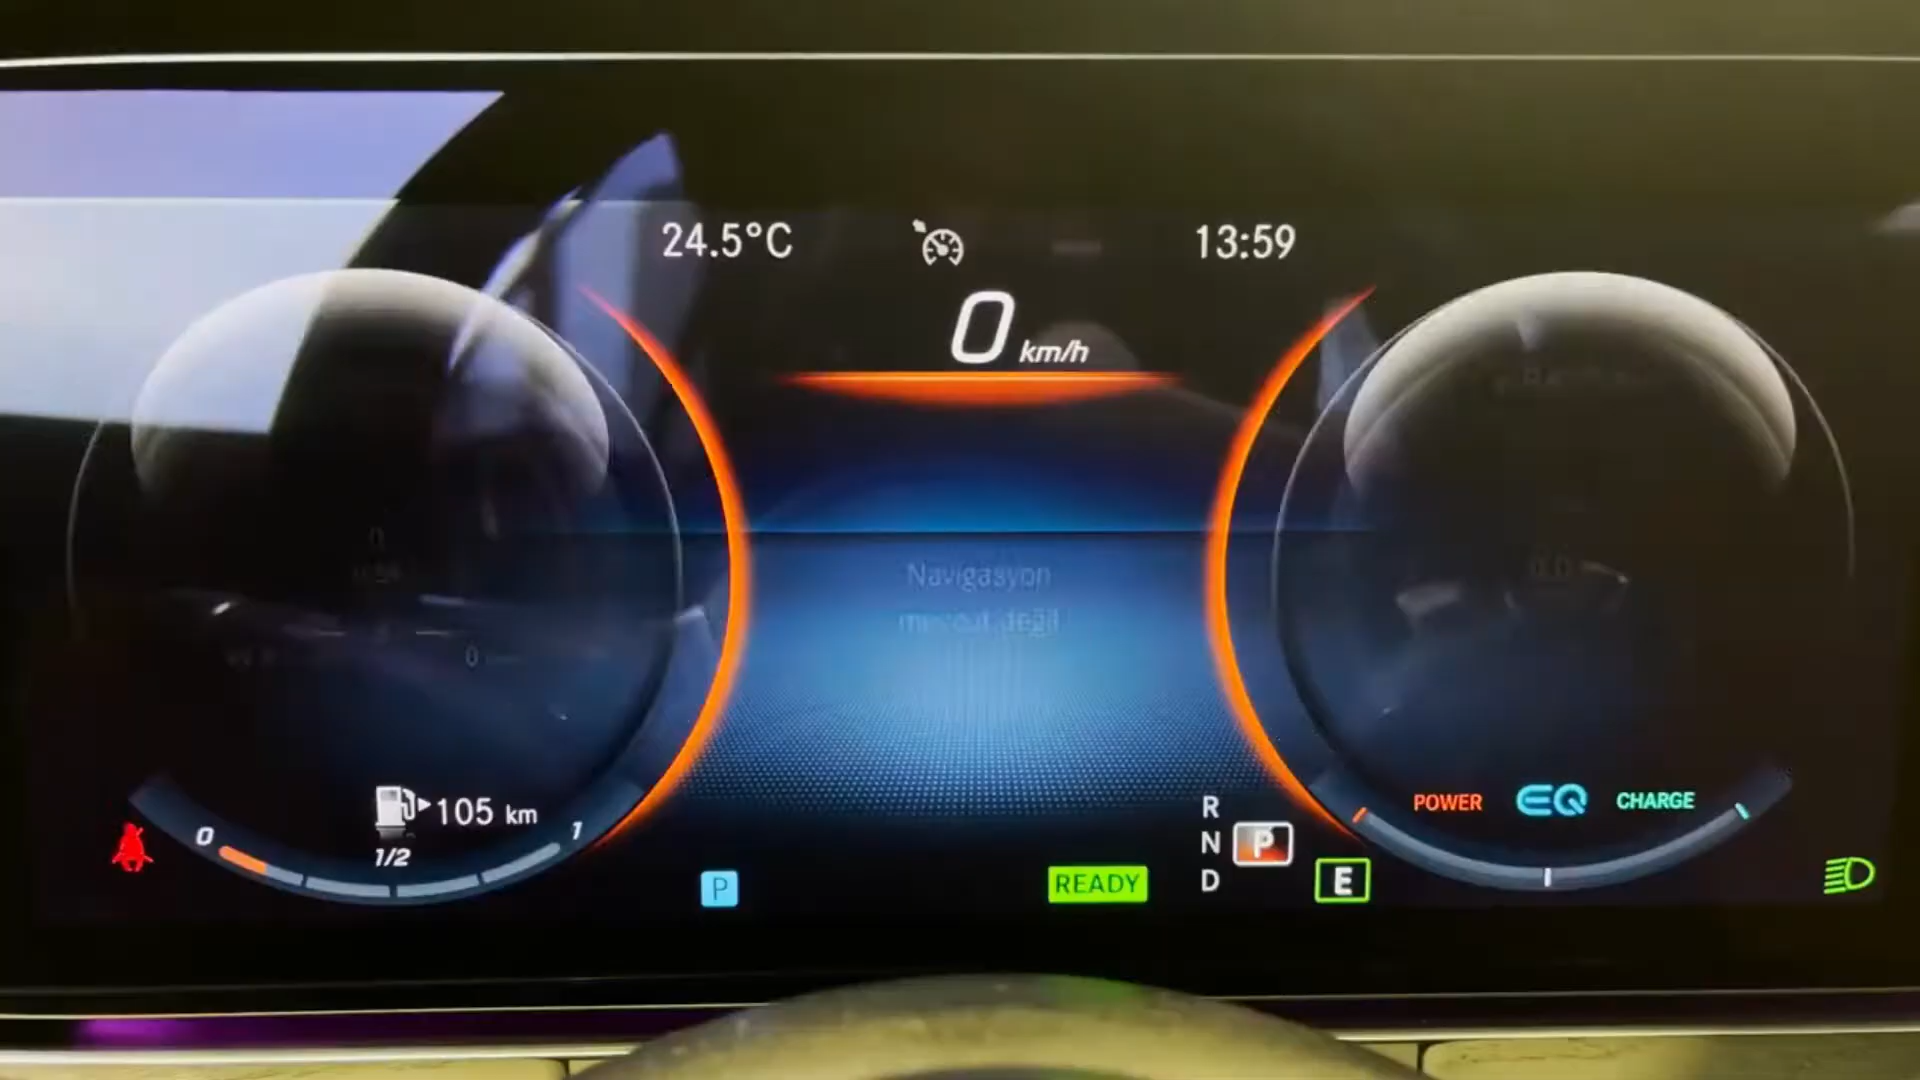 24.5°C
13:59
0 km/h
Navigasyon
mevcut değil
0
105 km
1/2
1
P
READY
R
N
D
P
E
POWER
EQ
CHARGE